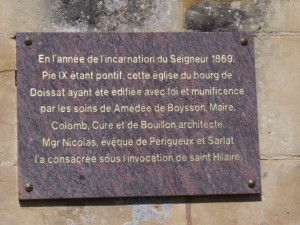 En l'année de l'incarnation du Seigneur 1869.
Pie IX étant pontif, cette église du bourg de
Doissat ayant été édifiée avec foi et munificence
par les soins de Amédée de Boysson, Maire,
Colomb, Curé et de Bouillon architecte.
Mgr Nicolas, évêque de Périgueux et Sarlat
l'a consacrée sous l'invocation de saint Hilaire.